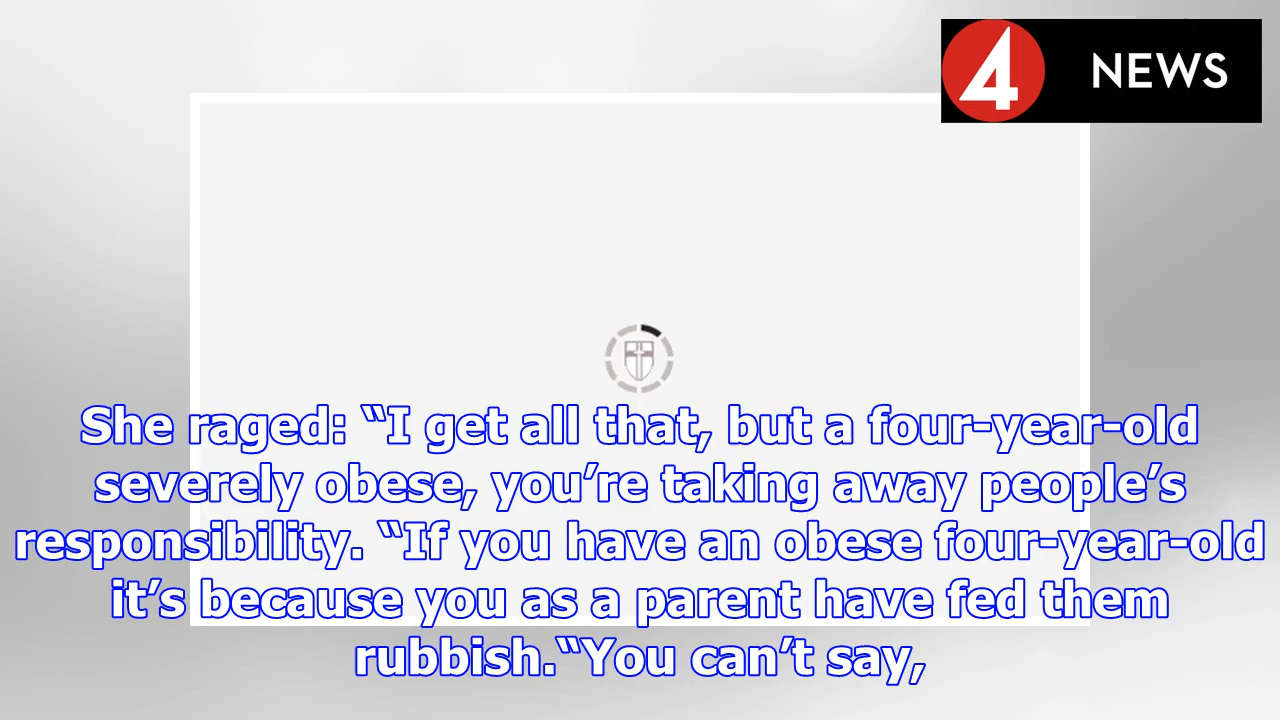 4 NEWS
She raged: “I get all that, but a four-year-old
severely obese, you’re taking away people’s
responsibility. “If you have an obese four-year-old
it’s because you as a parent have fed them
rubbish.“You can’t say,